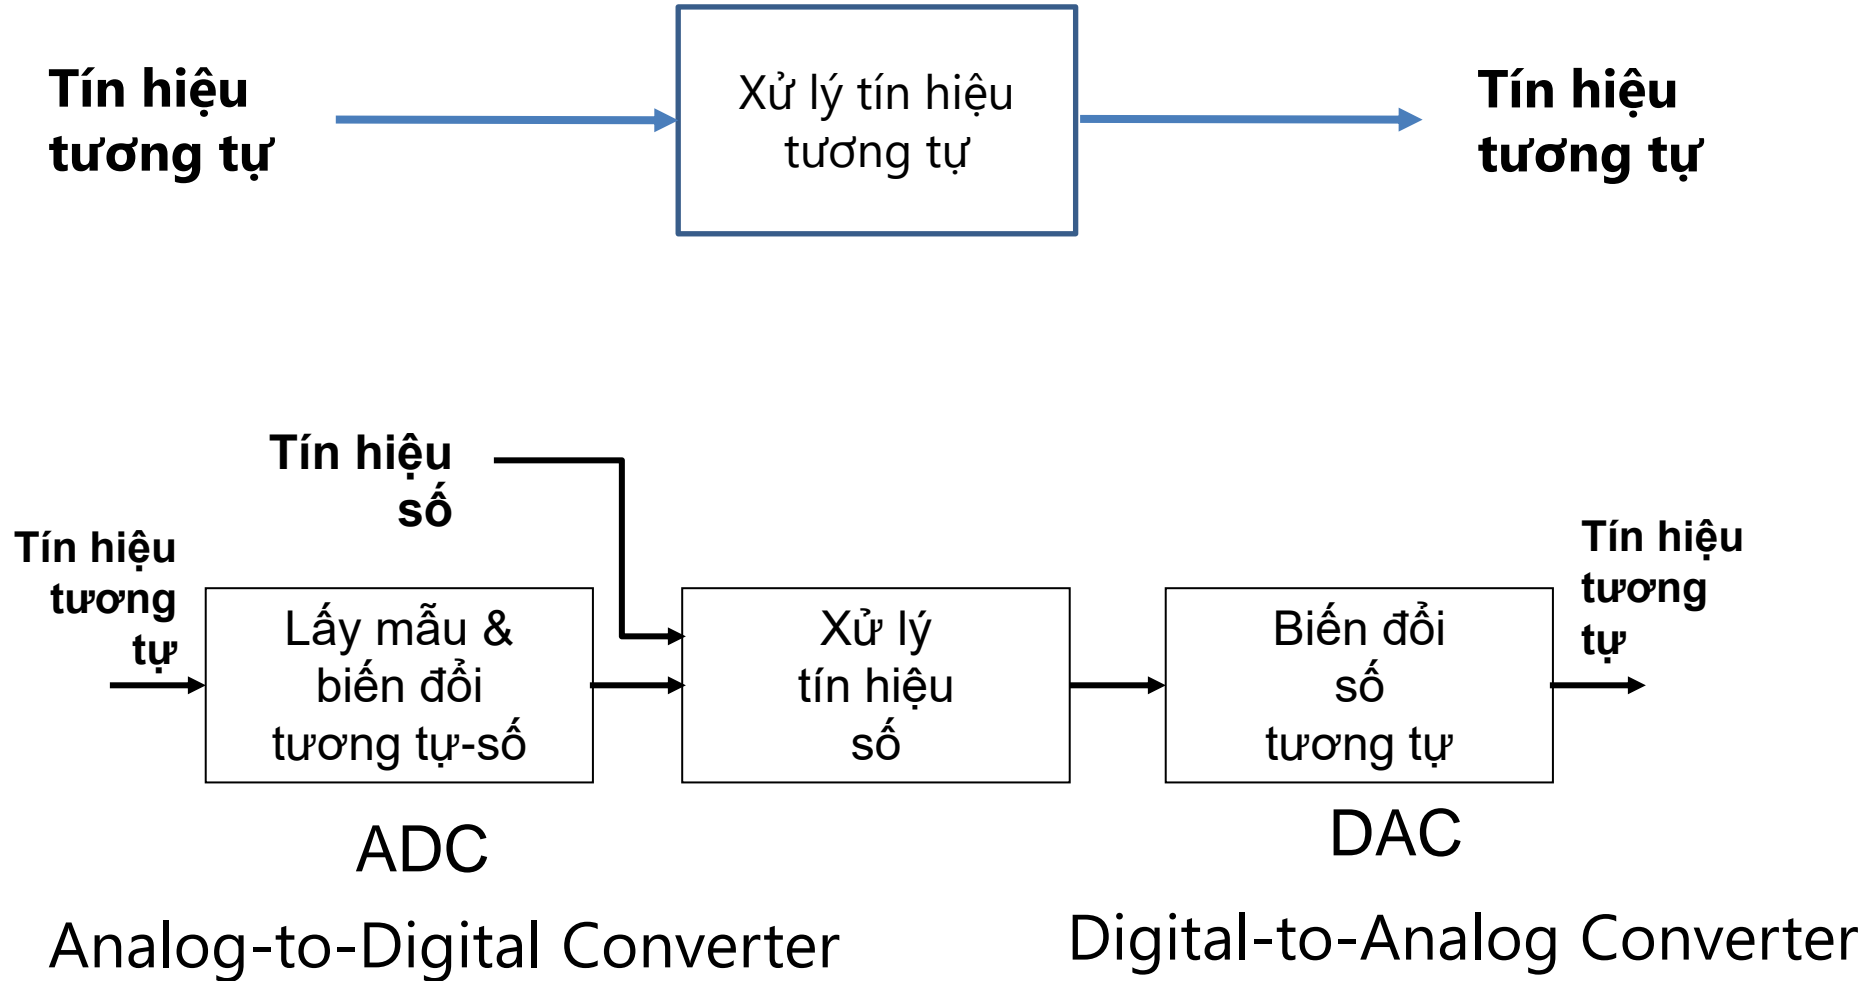 Tín hiệu
tương tự
Xử lý tín hiệu
tương tự
Tín hiệu
tương tự
Tín hiệu
số
Tín hiệu
tương
tự
Lấy mẫu &
biến đổi
tương tự-số
Xử lý
tín hiệu
số
Biến đổi
số
tương tự
Tín hiệu
tương
tự
ADC
DAC
Analog-to-Digital Converter
Digital-to-Analog Converter